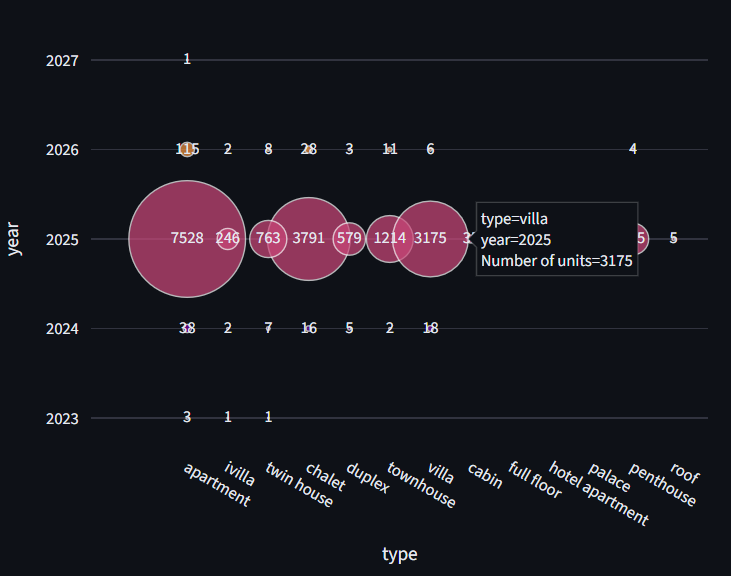 2027
1
2026
115 2 8 28 3 11 6 4
type=villa
year=2025
Number of units=3175
2025
7528 246 763 3791 579 1214 3175 5
2024
38 2 7 16 5 2 18
2023
3 1 1
apartment
ivilla
twin house
chalet
duplex
townhouse
villa
cabin
full floor
hotel apartment
palace
penthouse
roof
year
type